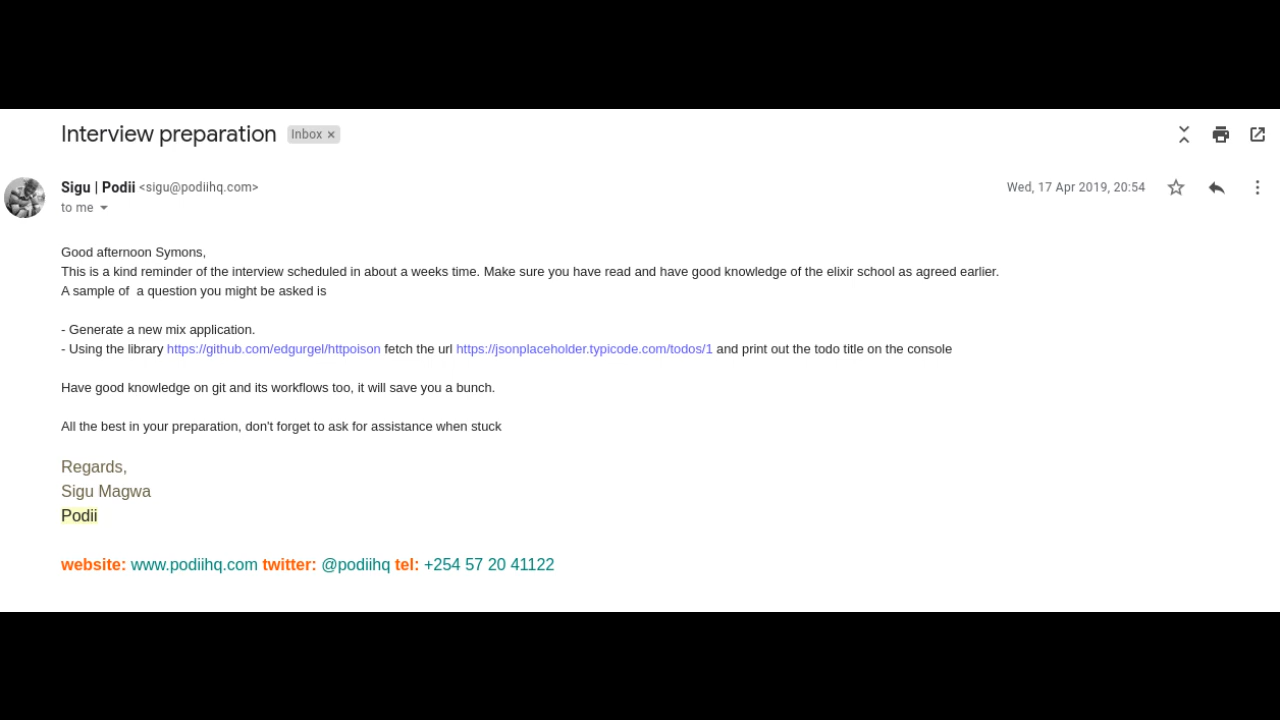 Interview preparation Inbox ×
Sigu | Podii <sigu@podiihq.com> Wed, 17 Apr 2019, 20:54
to me
Good afternoon Symons,
This is a kind reminder of the interview scheduled in about a weeks time. Make sure you have read and have good knowledge of the elixir school as agreed earlier.
A sample of  a question you might be asked is
- Generate a new mix application.
- Using the library https://github.com/edgurgel/httpoison fetch the url https://jsonplaceholder.typicode.com/todos/1 and print out the todo title on the console
Have good knowledge on git and its workflows too, it will save you a bunch.
All the best in your preparation, don't forget to ask for assistance when stuck
Regards,
Sigu Magwa
Podii
website: www.podiihq.com twitter: @podiihq tel: +254 57 20 41122